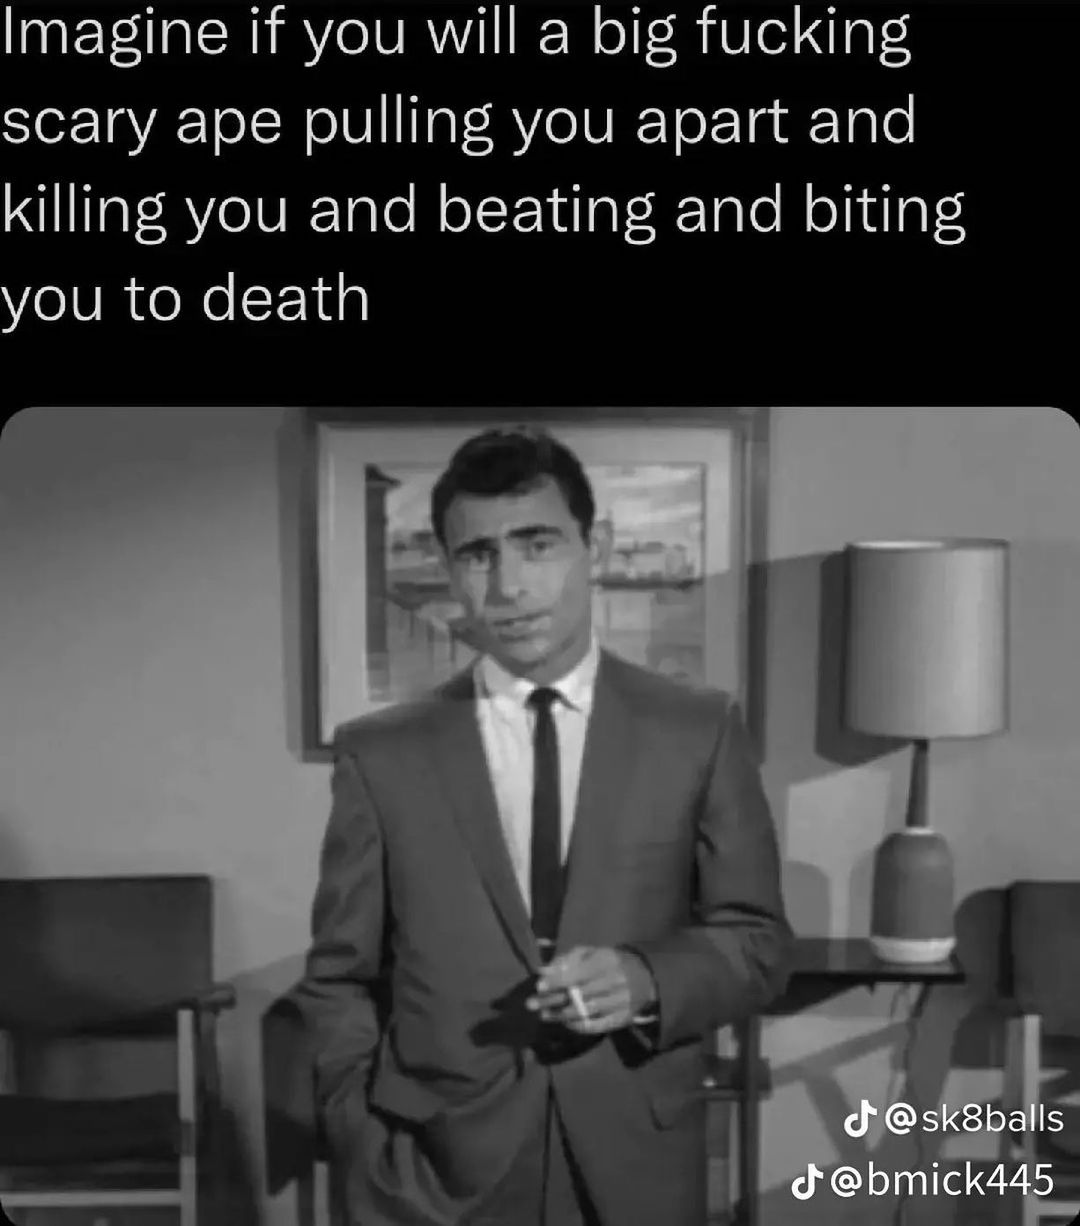 Imagine if you will a big fucking
scary ape pulling you apart and
killing you and beating and biting
you to death
@sk8balls
@bmick445